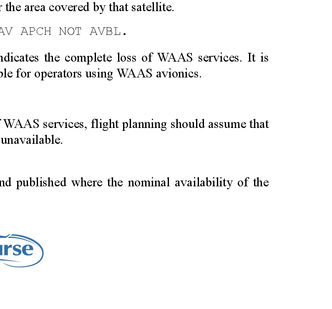 r the area covered by that satellite.
AV APCH NOT AVBL.
ndicates the complete loss of WAAS services. It is
ble for operators using WAAS avionics.
f WAAS services, flight planning should assume that
unavailable.
nd published where the nominal availability of the
urse